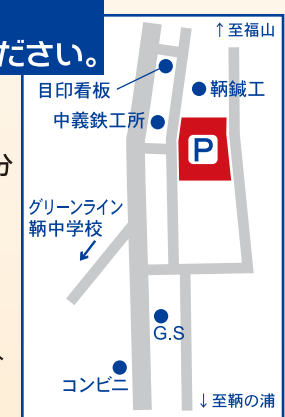 ださい。
↑至福山
目印看板
鞆鍼工
中義鉄工所
P
分
グリーンライン
鞆中学校
G.S
、
コンビニ
↓至鞆の浦